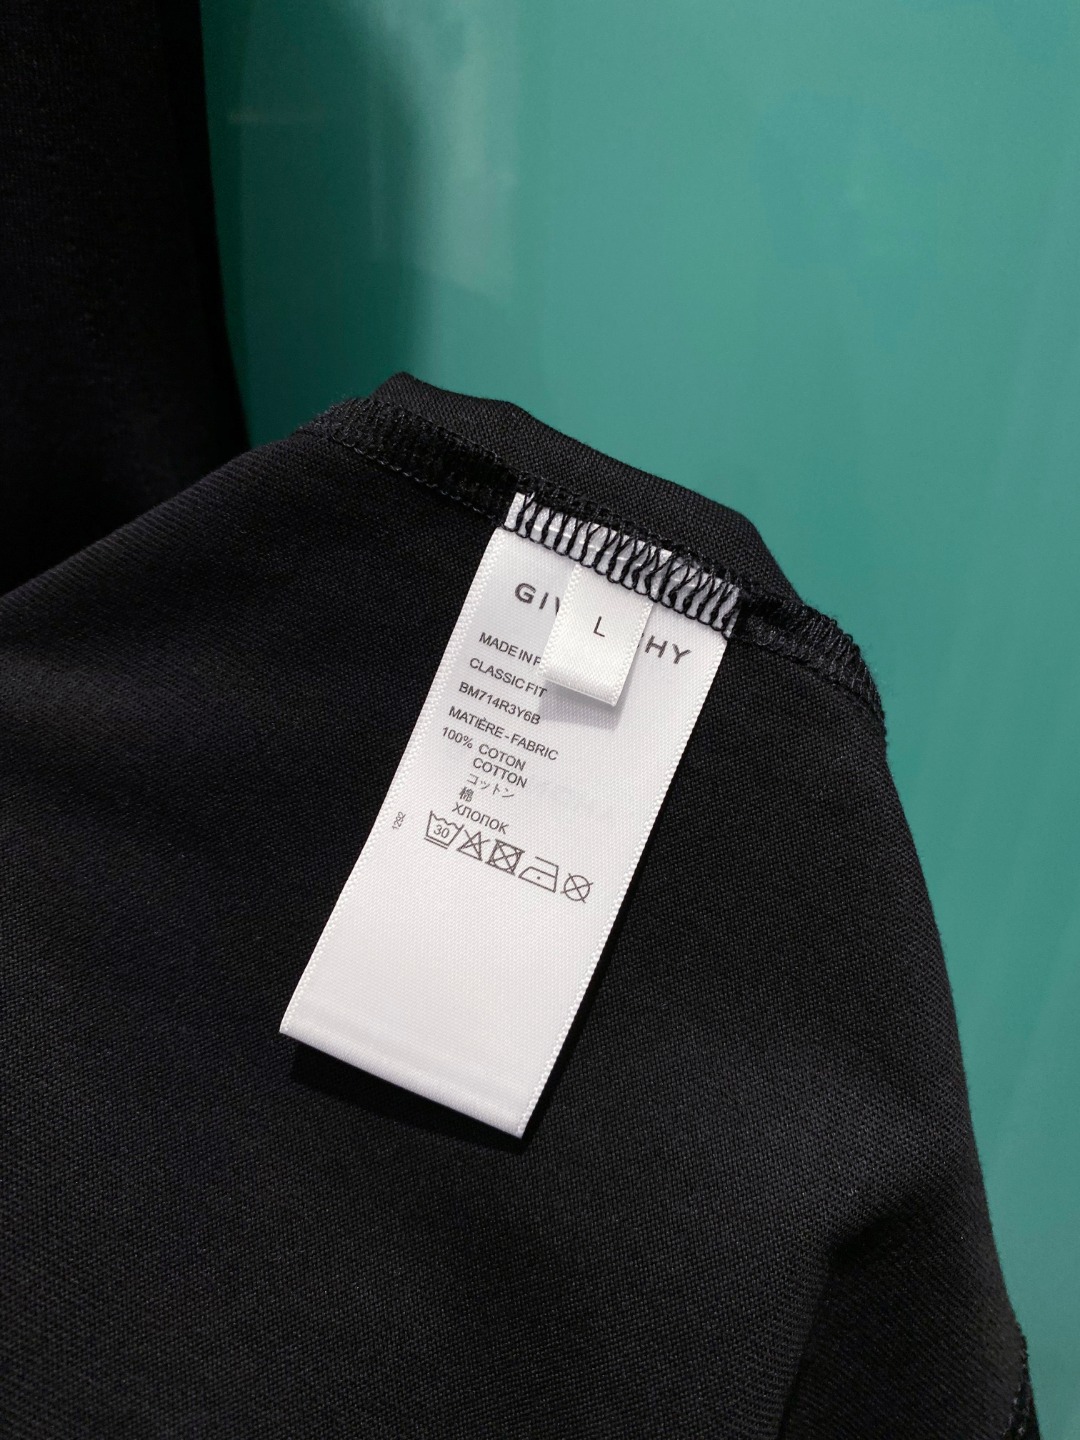 GIV HY
L
MADE IN P
CLASSIC FIT
BM714R3Y6B
MATIÈRE - FABRIC
100% COTON
COTTON
コットン
棉
ХЛОПОК
30